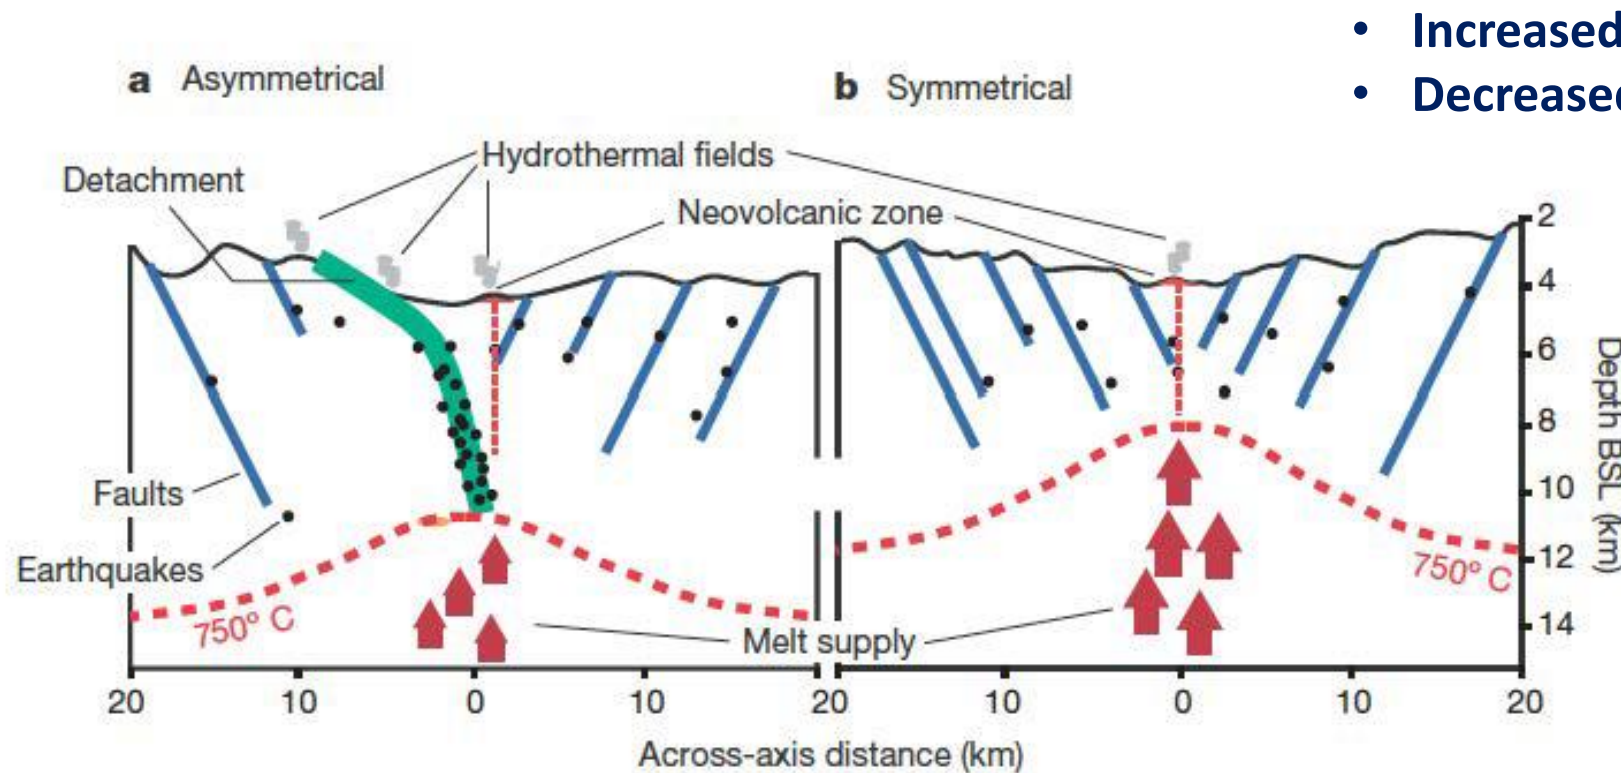 • Increased
• Decreased
a Asymmetrical
b Symmetrical
Hydrothermal fields
Detachment
Neovolcanic zone
Faults
Earthquakes
750° C
Melt supply
750° C
2
4
6
8
10
12
14
Depth BSL (km)
20 10 0 10 20 10 0 10 20
Across-axis distance (km)